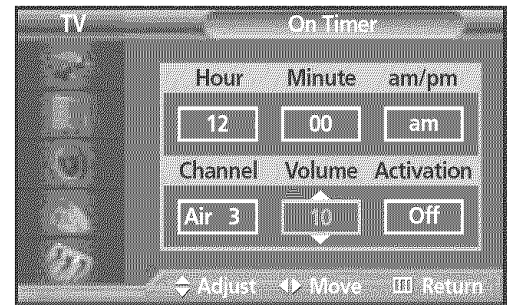 TV On Timer
Hour Minute am/pm
12 00 am
Channel Volume Activation
Air 3 10 Off
Adjust Move Return